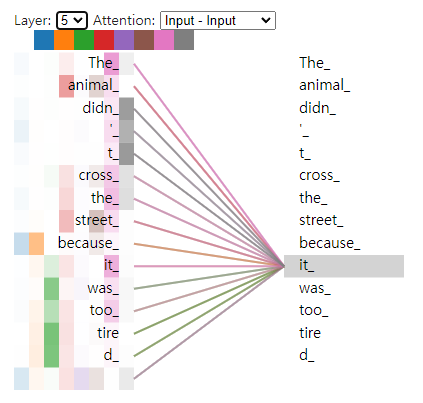 Layer: 5 Attention: Input - Input
The_ The_
animal_ animal_
didn_ didn_
'_ '_
t_ t_
cross_ cross_
the_ the_
street_ street_
because_ because_
it_ it_
was_ was_
too_ too_
tire tire
d_ d_